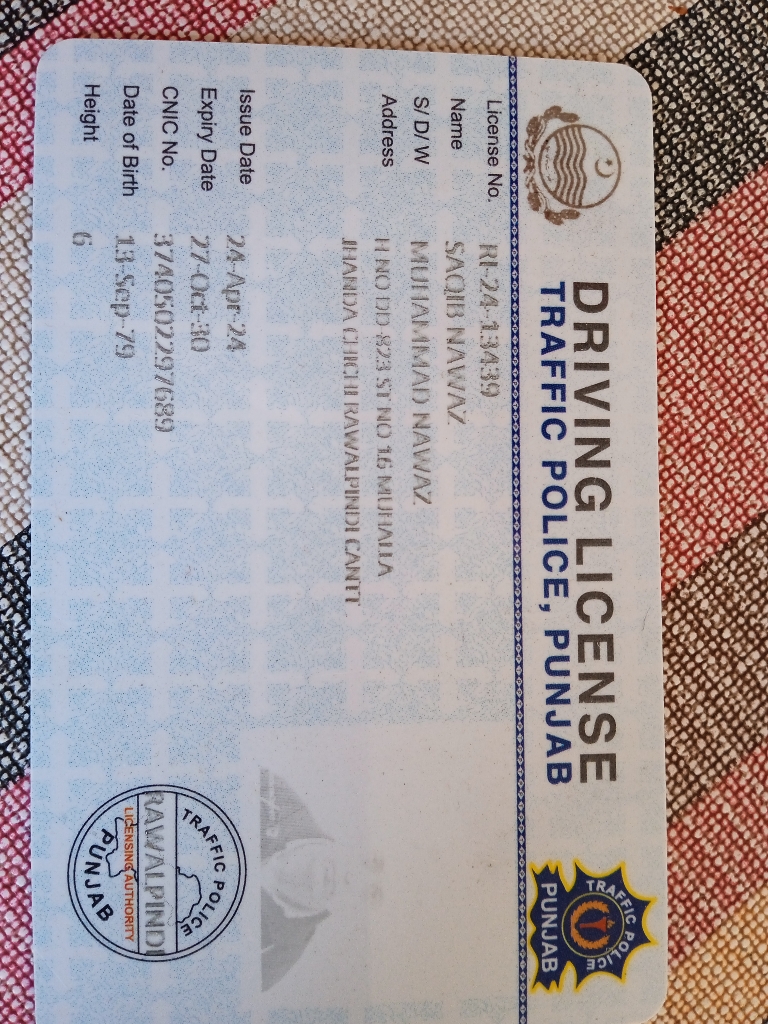 DRIVING LICENSE
TRAFFIC POLICE, PUNJAB
TRAFFIC POLICE
PUNJAB
License No. RI-24-13439
Name SAQIB NAWAZ
S/ D/ W MUHAMMAD NAWAZ
Address H NO DD-823 ST NO 16 MUHALLA
JHANDA CHICHI RAWALPINDI CANTT.
Issue Date 24-Apr-24
Expiry Date 27-Oct-30
CNIC No. 3740502297689
Date of Birth 13-Sep-79
Height 6
TRAFFIC POLICE
RAWALPINDI
LICENSING AUTHORITY
PUNJAB